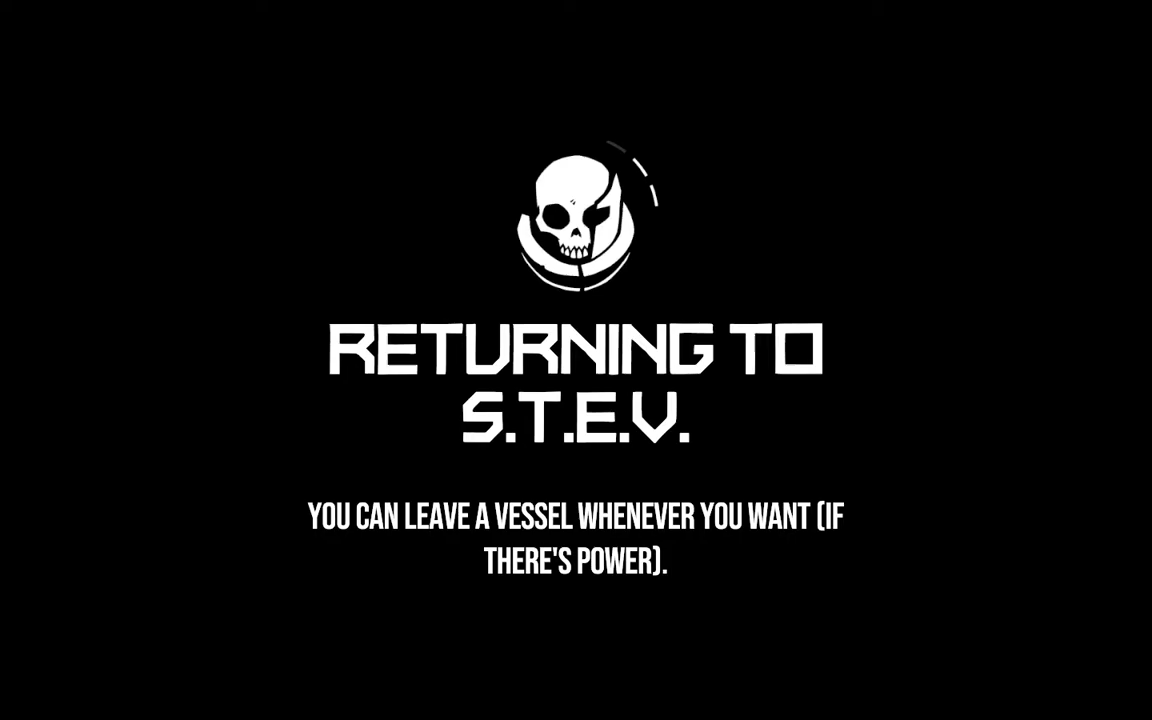 RETURNING TO
S.T.E.V.
YOU CAN LEAVE A VESSEL WHENEVER YOU WANT (IF
THERE'S POWER).